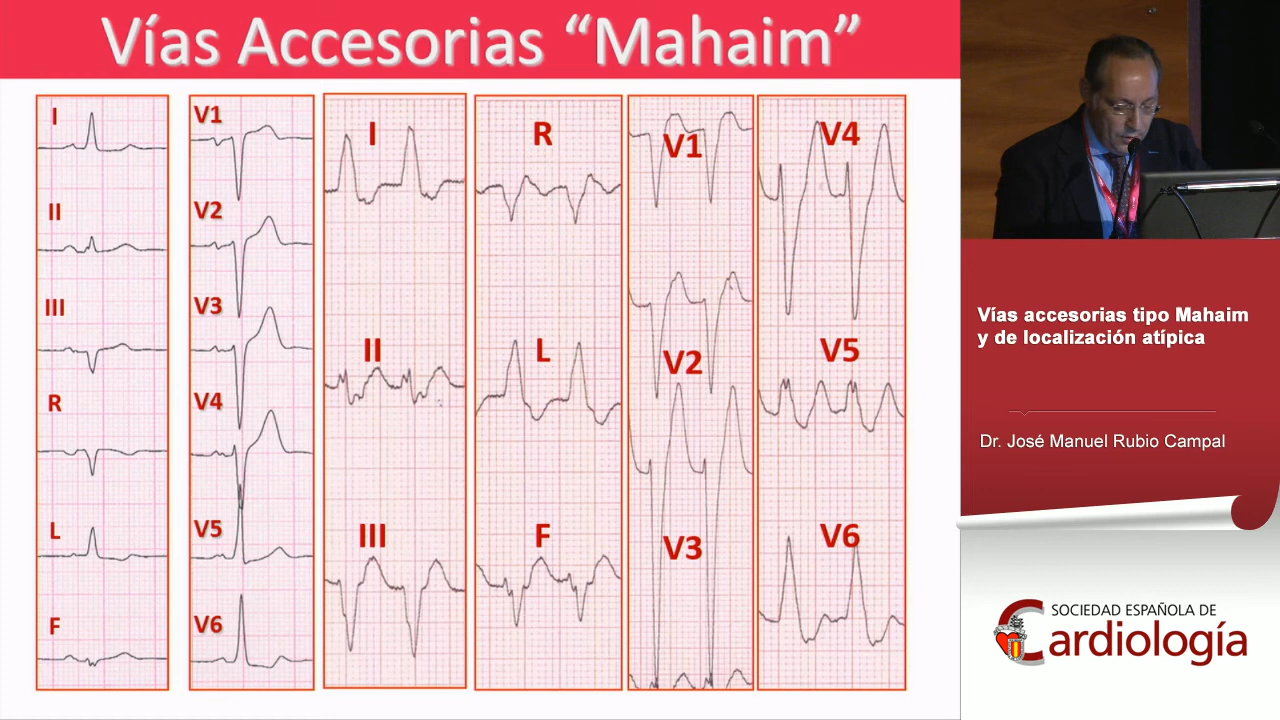 Vías Accesorias “Mahaim”
I
II
III
R
L
F
V1
V2
V3
V4
V5
V6
I
II
III
R
L
F
V1
V2
V3
V4
V5
V6
Vías accesorias tipo Mahaim
y de localización atípica
Dr. José Manuel Rubio Campal
SOCIEDAD ESPAÑOLA DE
Cardiología